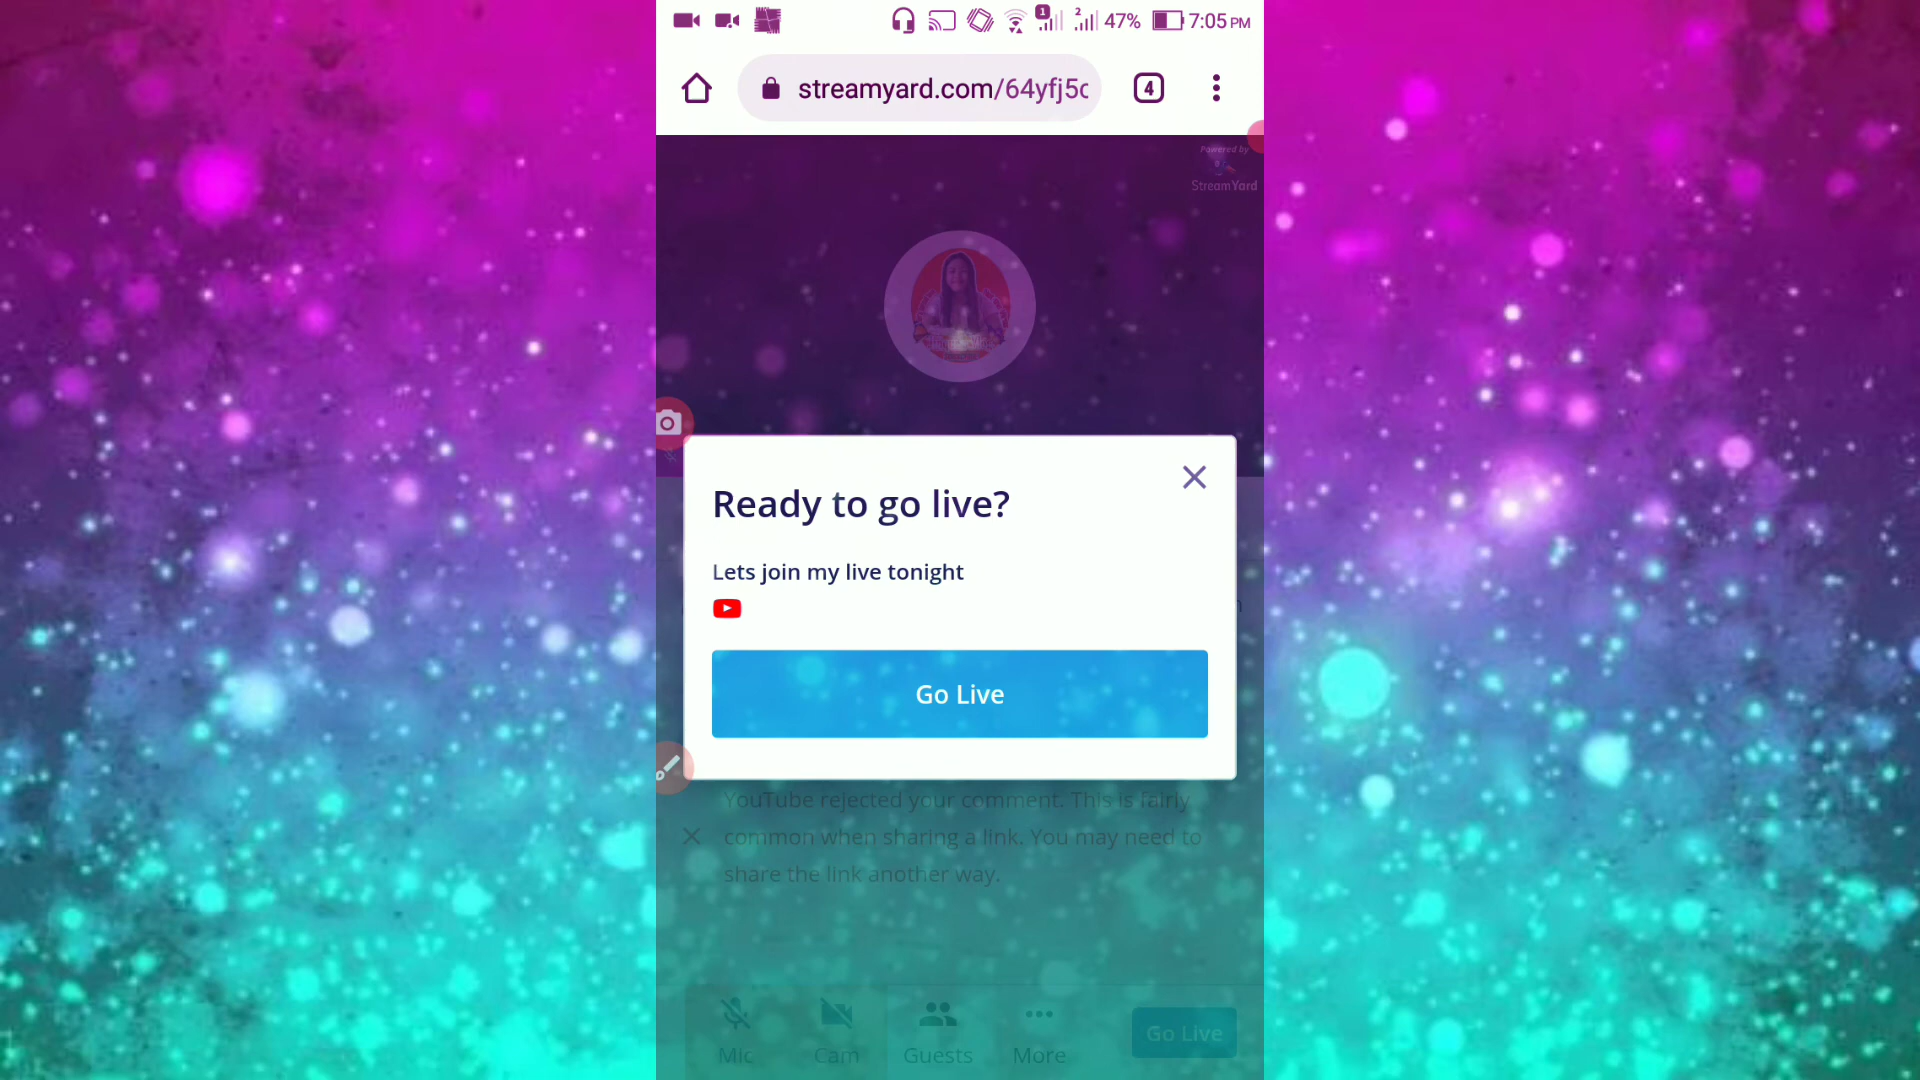 1 2 47% 7:05 PM
streamyard.com/64yfj5c
4
Powered by
StreamYard
Ready to go live?
Lets join my live tonight
Go Live
YouTube rejected your comment. This is fairly
common when sharing a link. You may need to
share the link another way.
Mic Cam Guests More Go Live